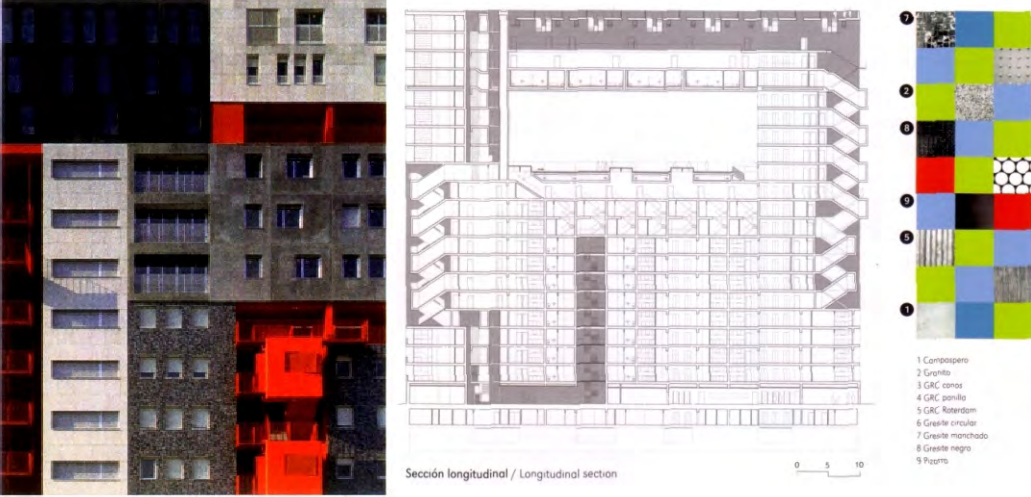 Sección longitudinal / Longitudinal section
0 5 10
7
2
8
9
5
1
1 Campaspero
2 Granito
3 GRC canos
4 GRC panilla
5 GRC Roterdam
6 Gresite circular
7 Gresite manchado
8 Gresite negro
9 Pizarra